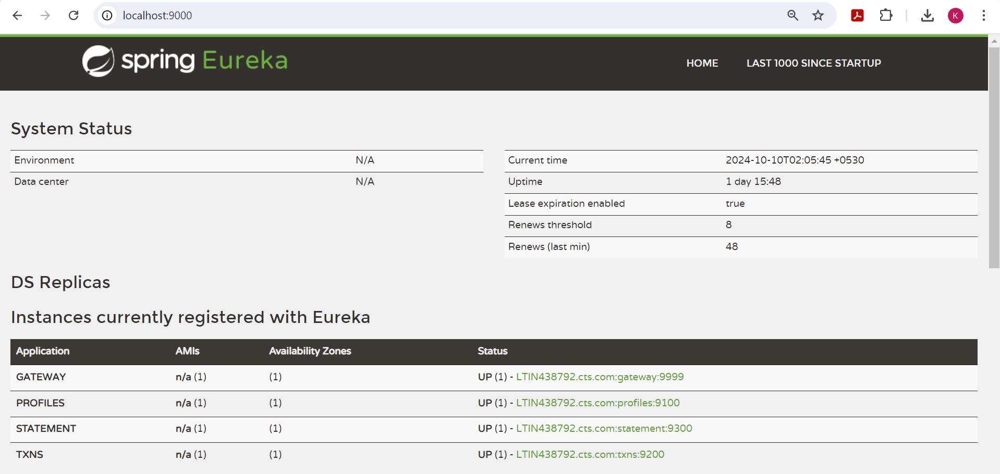 localhost:9000
K
spring Eureka
HOME LAST 1000 SINCE STARTUP
System Status
Environment N/A
Data center N/A
Current time 2024-10-10T02:05:45 +0530
Uptime 1 day 15:48
Lease expiration enabled true
Renews threshold 8
Renews (last min) 48
DS Replicas
Instances currently registered with Eureka
Application AMIs Availability Zones Status
GATEWAY n/a (1) (1) UP (1) - LTIN438792.cts.com:gateway:9999
PROFILES n/a (1) (1) UP (1) - LTIN438792.cts.com:profiles:9100
STATEMENT n/a (1) (1) UP (1) - LTIN438792.cts.com:statement:9300
TXNS n/a (1) (1) UP (1) - LTIN438792.cts.com:txns:9200